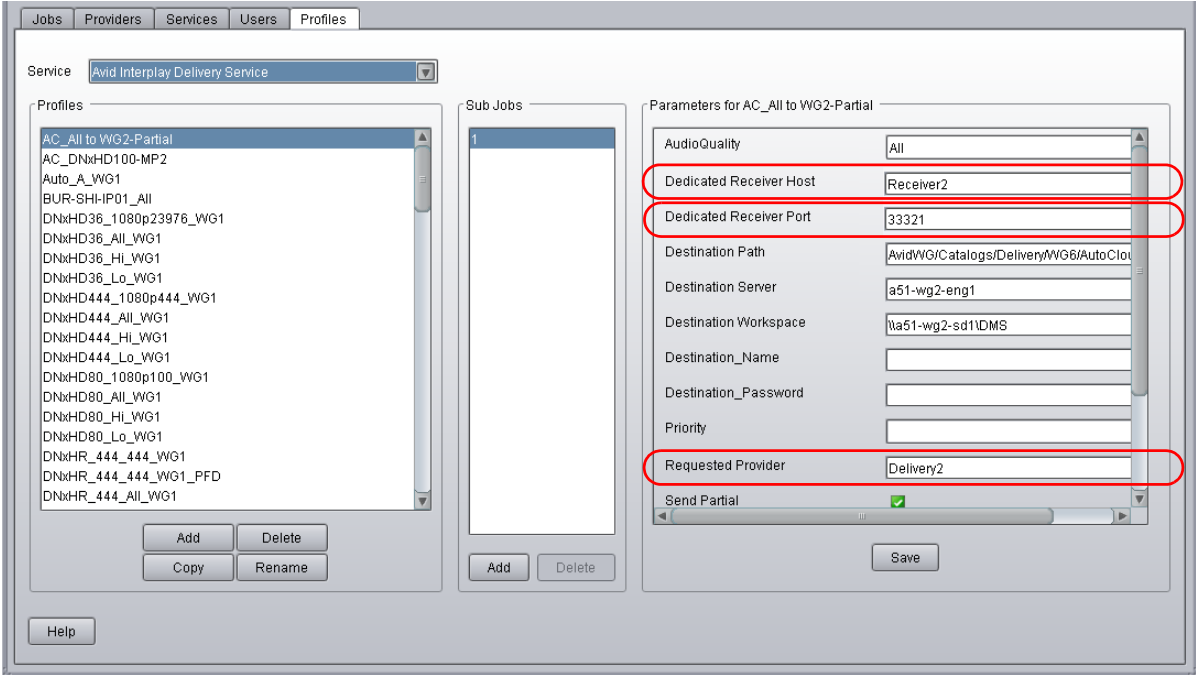 Jobs Providers Services Users Profiles
Service Avid Interplay Delivery Service
Profiles
AC_All to WG2-Partial
AC_DNxHD100-MP2
Auto_A_WG1
BUR-SHI-IP01_All
DNxHD36_1080p23976_WG1
DNxHD36_All_WG1
DNxHD36_Hi_WG1
DNxHD36_Lo_WG1
DNxHD444_1080p444_WG1
DNxHD444_All_WG1
DNxHD444_Hi_WG1
DNxHD444_Lo_WG1
DNxHD80_1080p100_WG1
DNxHD80_All_WG1
DNxHD80_Hi_WG1
DNxHD80_Lo_WG1
DNxHR_444_444_WG1
DNxHR_444_444_WG1_PFD
DNxHR_444_All_WG1
Add Delete
Copy Rename
Sub Jobs
1
Add Delete
Parameters for AC_All to WG2-Partial
AudioQuality All
Dedicated Receiver Host Receiver2
Dedicated Receiver Port 33321
Destination Path AvidWG/Catalogs/Delivery/WG6/AutoClou
Destination Server a51-wg2-eng1
Destination Workspace \\a51-wg2-sd1\DMS
Destination_Name
Destination_Password
Priority
Requested Provider Delivery2
Send Partial
Save
Help